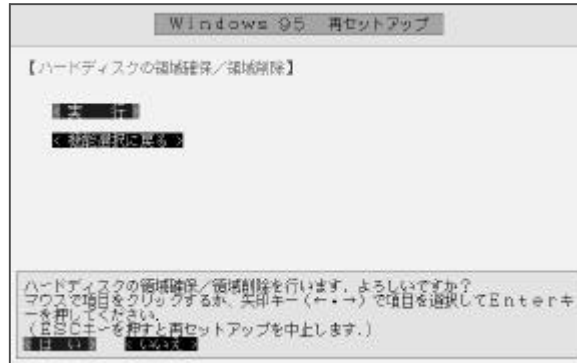 Windows 95 再セットアップ
【ハードディスクの領域確保／領域削除】
実 行
<機能選択に戻る>
ハードディスクの領域確保／領域削除を行います．よろしいですか？
マウスで項目をクリックするか、矢印キー(←・→)で項目を選択してEnterキ
ーを押してください．
(ESCキーを押すと再セットアップを中止します．)
は い
<いいえ>